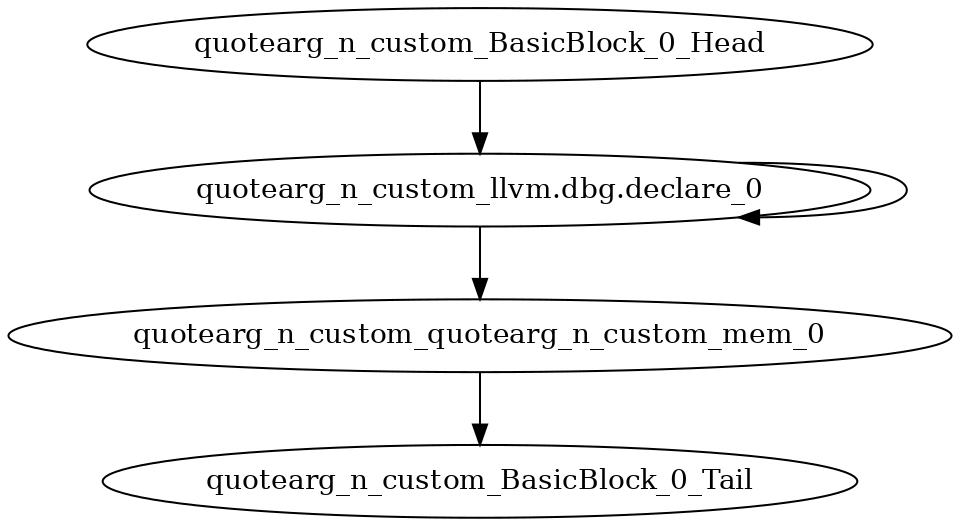 quotearg_n_custom_BasicBlock_0_Head
quotearg_n_custom_llvm.dbg.declare_0
quotearg_n_custom_quotearg_n_custom_mem_0
quotearg_n_custom_BasicBlock_0_Tail